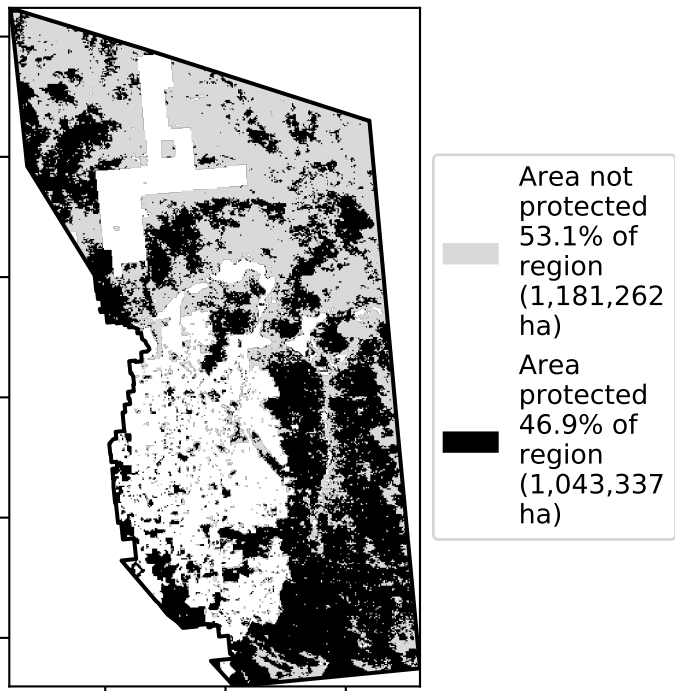 Area not
protected
53.1% of
region
(1,181,262
ha)
Area
protected
46.9% of
region
(1,043,337
ha)